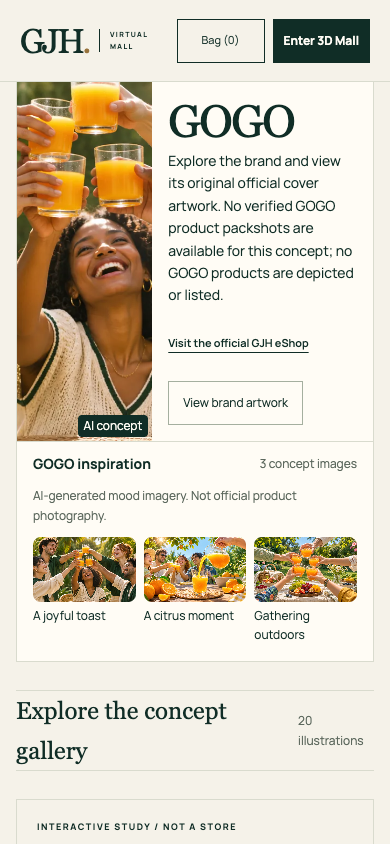 GJH.
VIRTUAL
MALL
Bag (0)
Enter 3D Mall
GOGO
Explore the brand and view
its original official cover
artwork. No verified GOGO
product packshots are
available for this concept; no
GOGO products are depicted
or listed.
Visit the official GJH eShop
View brand artwork
AI concept
GOGO inspiration
3 concept images
AI-generated mood imagery. Not official product
photography.
A joyful toast
A citrus moment
Gathering
outdoors
Explore the concept
gallery
20
illustrations
INTERACTIVE STUDY / NOT A STORE